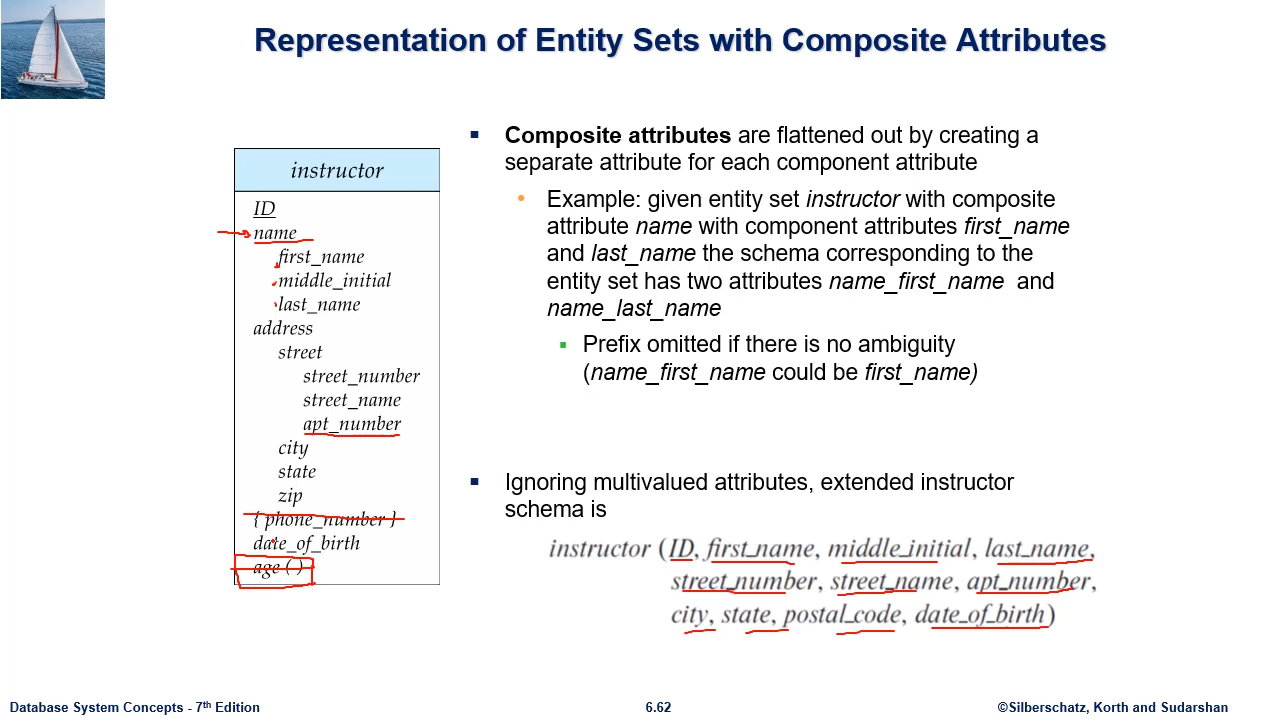 Representation of Entity Sets with Composite Attributes
instructor
ID
name
first_name
middle_initial
last_name
address
street
street_number
street_name
apt_number
city
state
zip
{ phone_number }
date_of_birth
age ( )
▪ Composite attributes are flattened out by creating a
separate attribute for each component attribute
• Example: given entity set instructor with composite
attribute name with component attributes first_name
and last_name the schema corresponding to the
entity set has two attributes name_first_name and
name_last_name
▪ Prefix omitted if there is no ambiguity
(name_first_name could be first_name)
▪ Ignoring multivalued attributes, extended instructor
schema is
instructor (ID, first_name, middle_initial, last_name,
street_number, street_name, apt_number,
city, state, postal_code, date_of_birth)
Database System Concepts - 7th Edition
6.62
©Silberschatz, Korth and Sudarshan